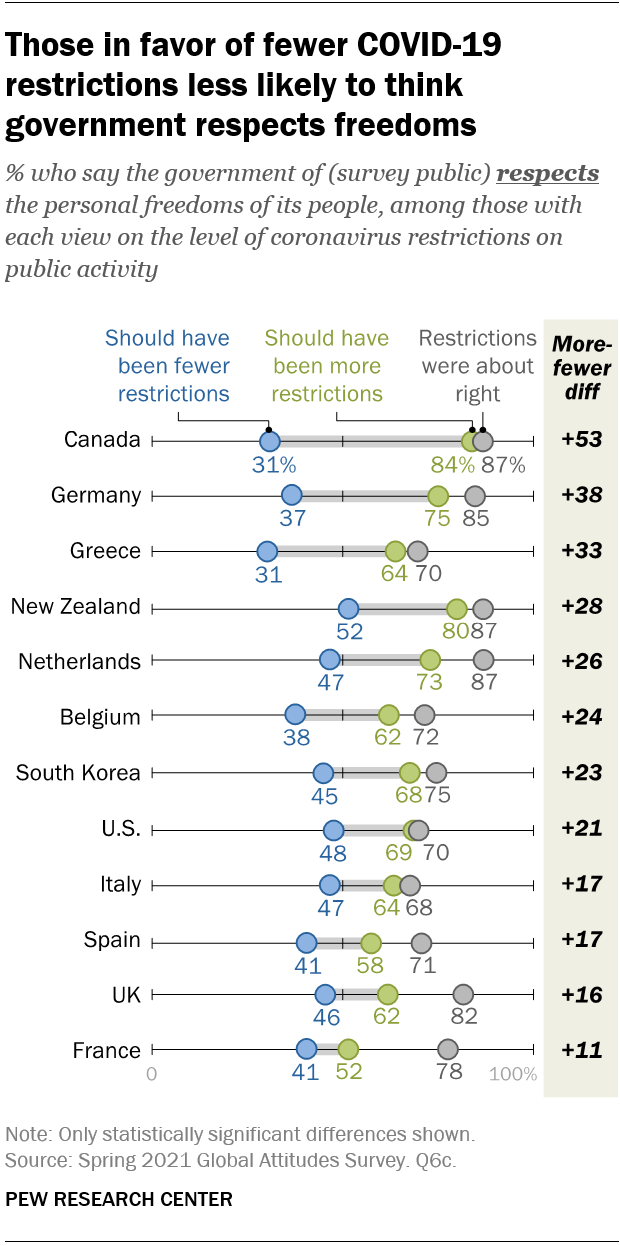 Those in favor of fewer COVID-19
restrictions less likely to think
government respects freedoms
% who say the government of (survey public) respects
the personal freedoms of its people, among those with
each view on the level of coronavirus restrictions on
public activity
Should have
been fewer
restrictions
Should have
been more
restrictions
Restrictions
were about
right
More-
fewer
diff
Canada 31% 84% 87% +53
Germany 37 75 85 +38
Greece 31 64 70 +33
New Zealand 52 80 87 +28
Netherlands 47 73 87 +26
Belgium 38 62 72 +24
South Korea 45 68 75 +23
U.S. 48 69 70 +21
Italy 47 64 68 +17
Spain 41 58 71 +17
UK 46 62 82 +16
France 41 52 78 +11
0 100%
Note: Only statistically significant differences shown.
Source: Spring 2021 Global Attitudes Survey. Q6c.
PEW RESEARCH CENTER